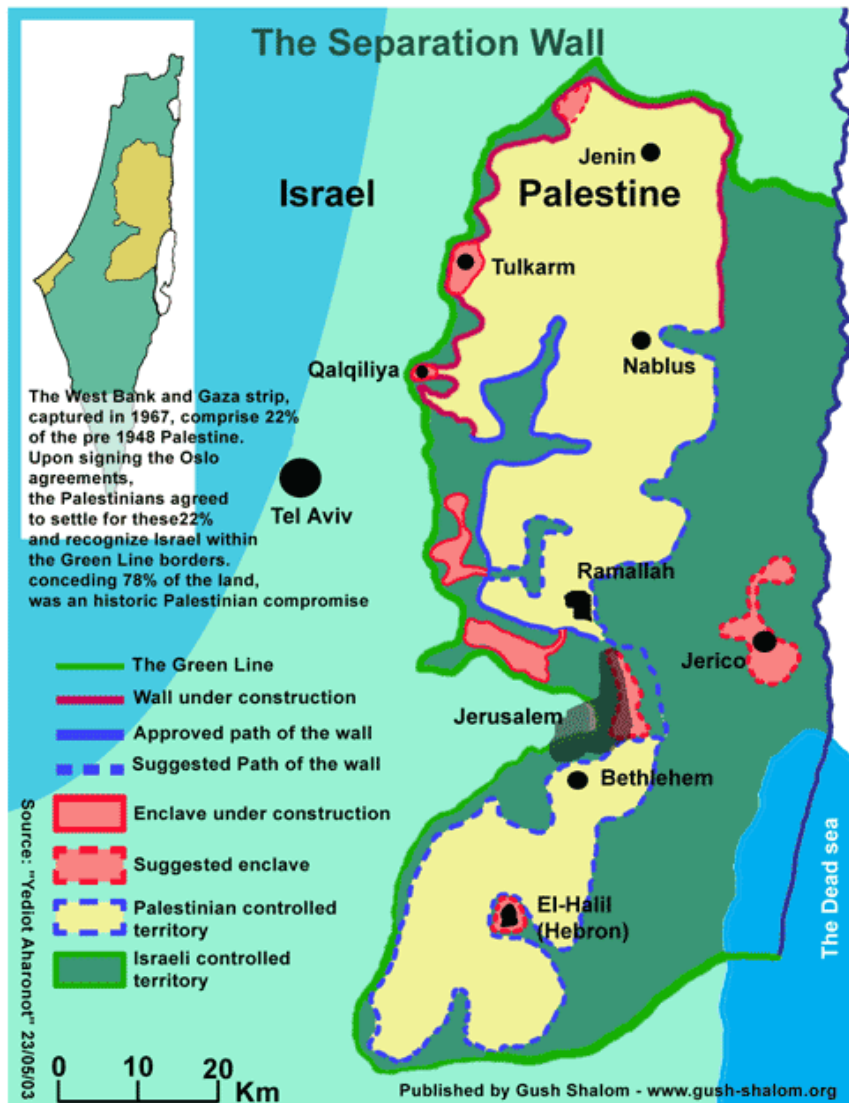 The Separation Wall
Israel
Palestine
Jenin
Tulkarm
Qalqiliya
Nablus
The West Bank and Gaza strip,
captured in 1967, comprise 22%
of the pre 1948 Palestine.
Upon signing the Oslo
agreements,
the Palestinians agreed
to settle for these22%
and recognize Israel within
the Green Line borders.
conceding 78% of the land,
was an historic Palestinian compromise
Tel Aviv
Ramallah
Jerico
Jerusalem
Bethlehem
El-Halil
(Hebron)
The Dead sea
The Green Line
Wall under construction
Approved path of the wall
Suggested Path of the wall
Enclave under construction
Suggested enclave
Palestinian controlled
territory
Israeli controlled
territory
Source: "Yediot Aharonot" 23/05/03
0 10 20
Km
Published by Gush Shalom - www.gush-shalom.org